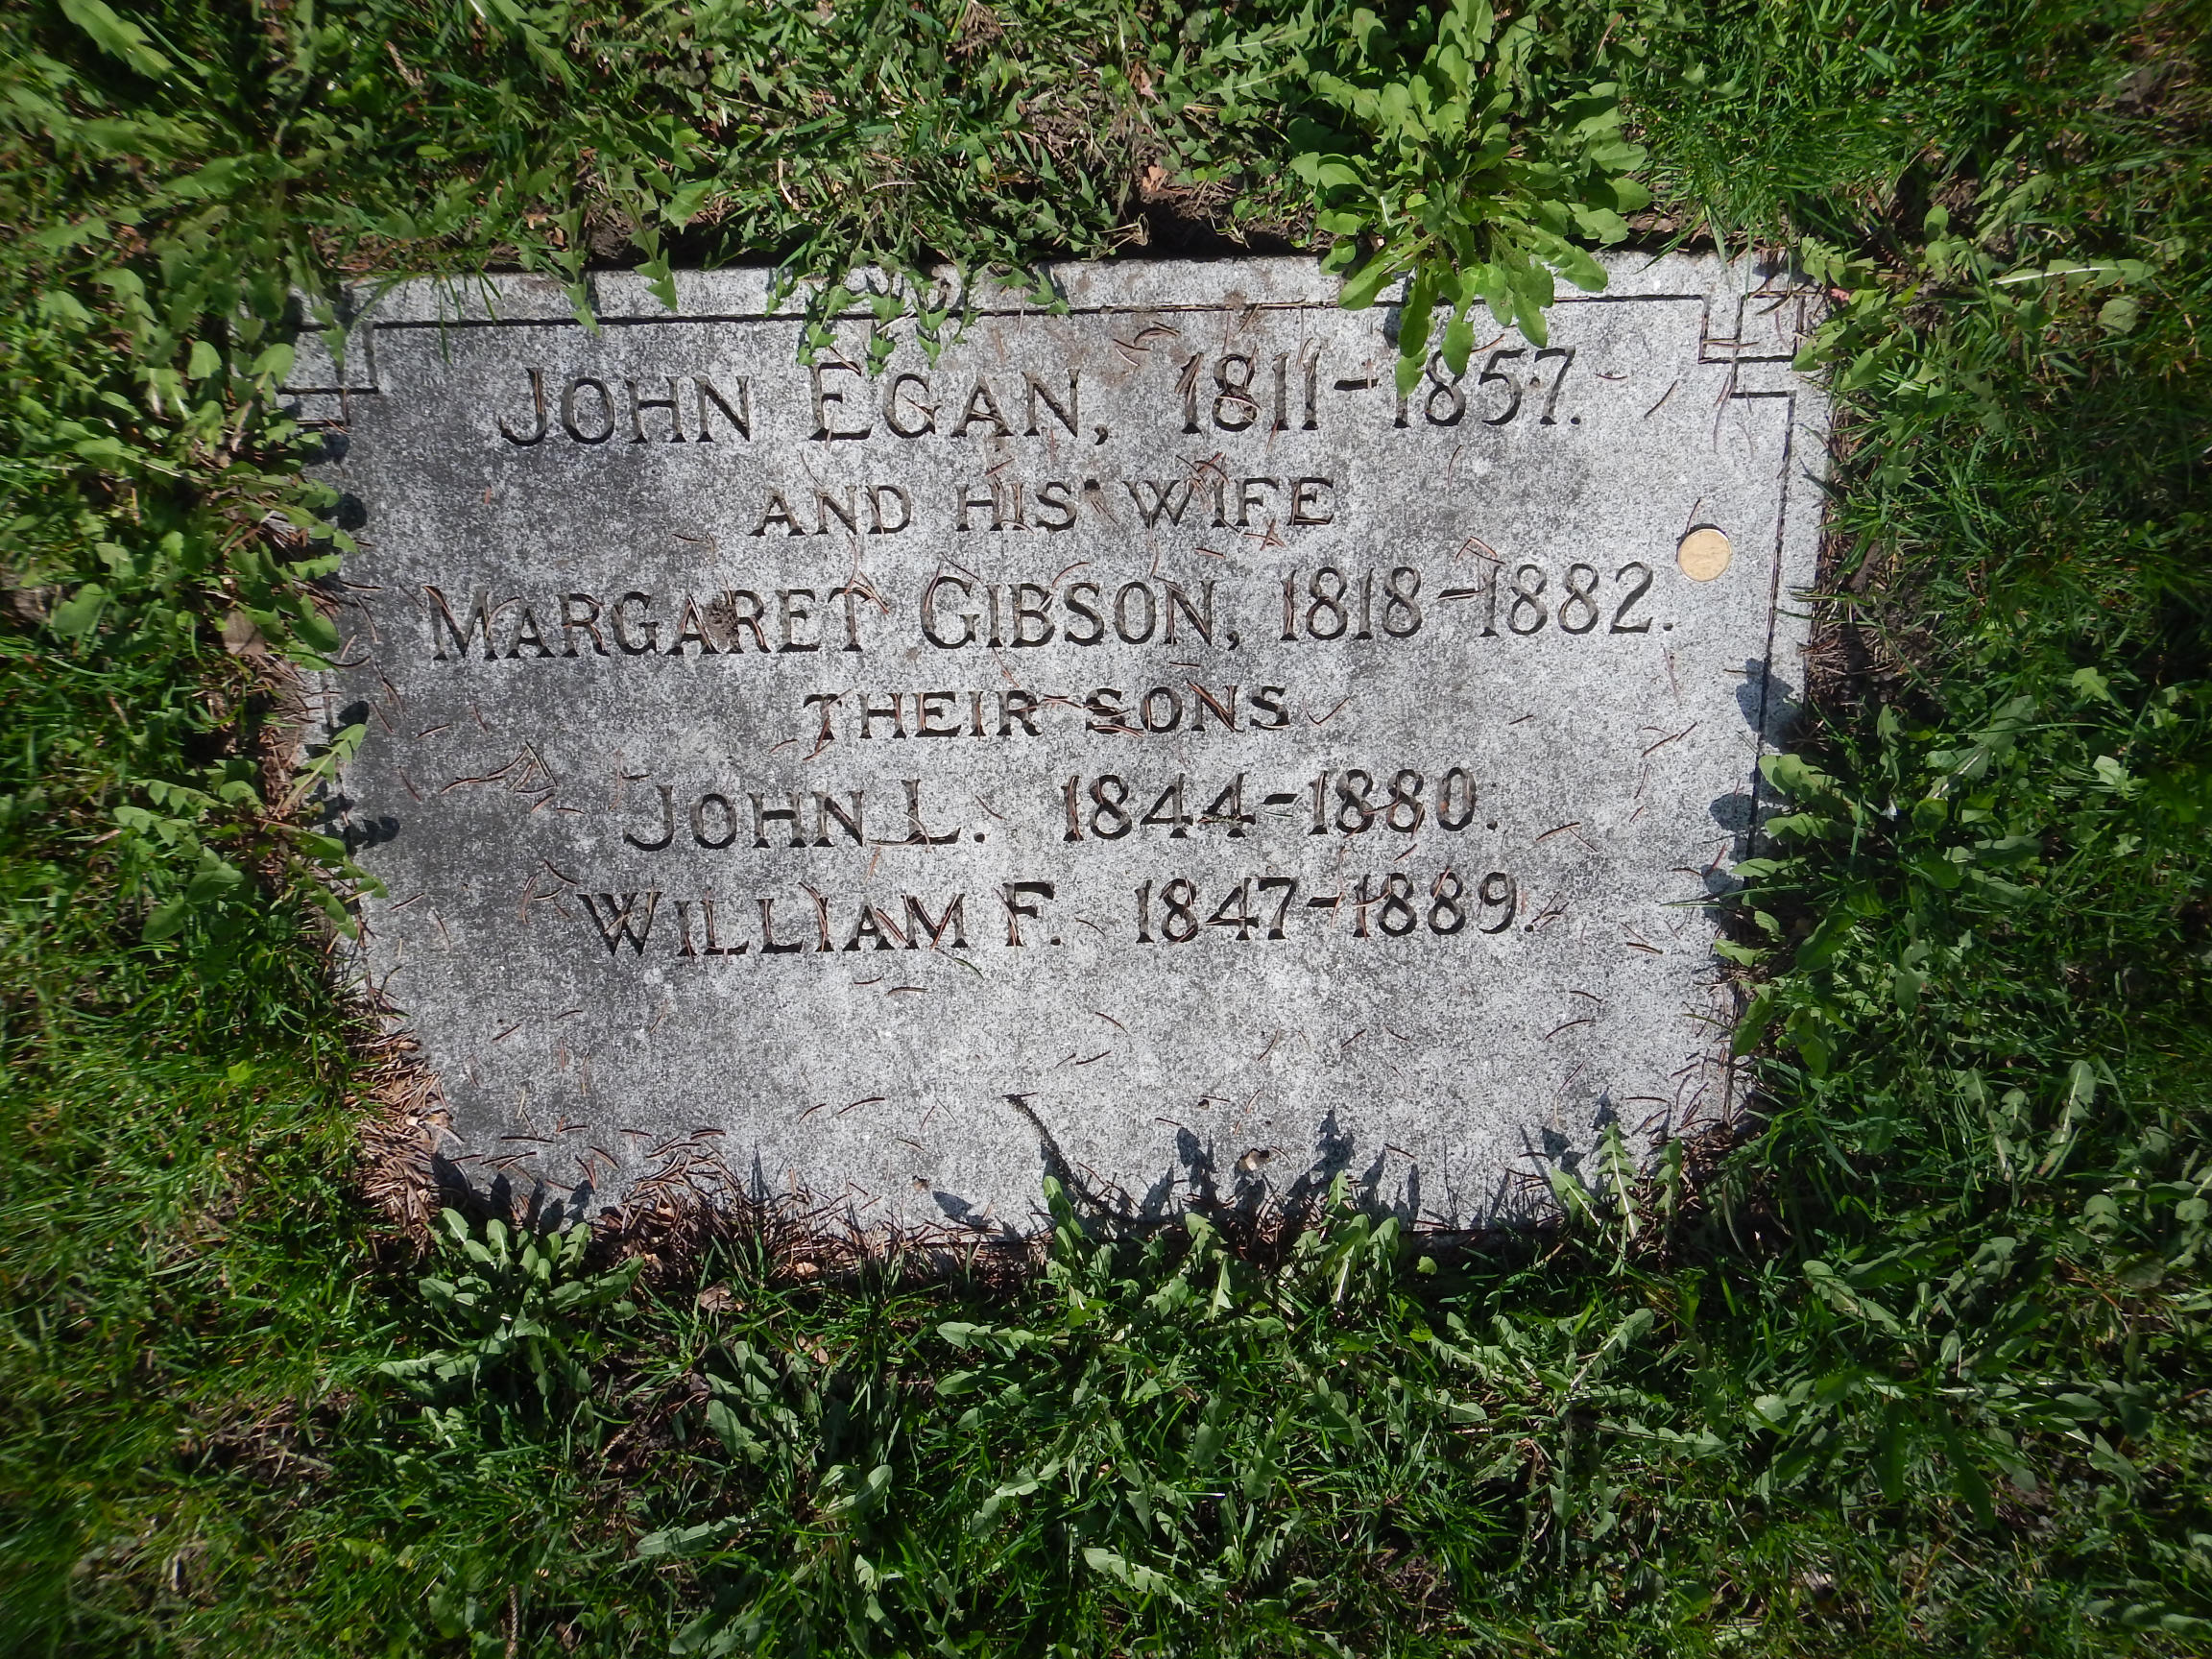 JOHN EGAN, 1811-1857.
AND HIS WIFE
MARGARET GIBSON, 1818-1882.
THEIR SONS
JOHN L. 1844-1880.
WILLIAM F. 1847-1889.